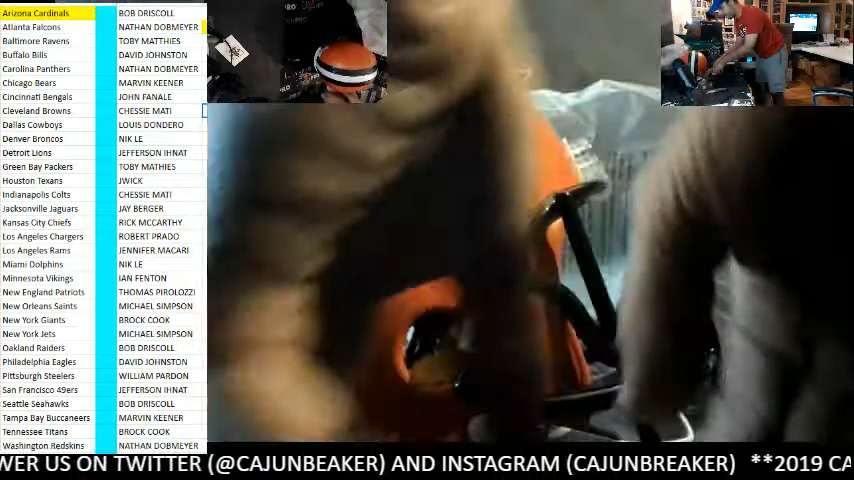 Arizona Cardinals BOB DRISCOLL
Atlanta Falcons NATHAN DOBMEYER
Baltimore Ravens TOBY MATTHIES
Buffalo Bills DAVID JOHNSTON
Carolina Panthers NATHAN DOBMEYER
Chicago Bears MARVIN KEENER
Cincinnati Bengals JOHN FANALE
Cleveland Browns CHESSIE MATI
Dallas Cowboys LOUIS DONDERO
Denver Broncos NIK LE
Detroit Lions JEFFERSON IHNAT
Green Bay Packers TOBY MATHIES
Houston Texans JWICK
Indianapolis Colts CHESSIE MATI
Jacksonville Jaguars JAY BERGER
Kansas City Chiefs RICK MCCARTHY
Los Angeles Chargers ROBERT PRADO
Los Angeles Rams JENNIFER MACARI
Miami Dolphins NIK LE
Minnesota Vikings IAN FENTON
New England Patriots THOMAS PIROLOZZI
New Orleans Saints MICHAEL SIMPSON
New York Giants BROCK COOK
New York Jets MICHAEL SIMPSON
Oakland Raiders BOB DRISCOLL
Philadelphia Eagles DAVID JOHNSTON
Pittsburgh Steelers WILLIAM PARDON
San Francisco 49ers JEFFERSON IHNAT
Seattle Seahawks BOB DRISCOLL
Tampa Bay Buccaneers MARVIN KEENER
Tennessee Titans BROCK COOK
Washington Redskins NATHAN DOBMEYER
WER US ON TWITTER (@CAJUNBEAKER) AND INSTAGRAM (CAJUNBREAKER) **2019 CA